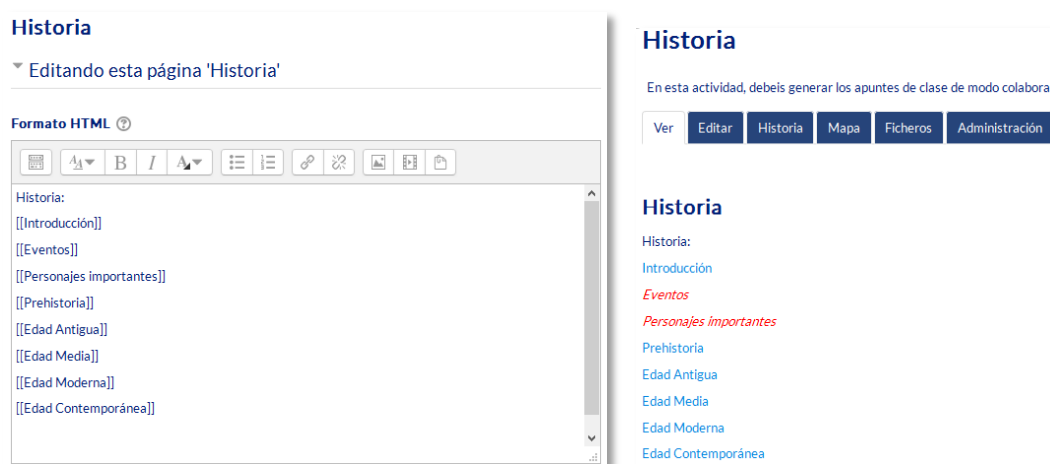 Historia
Editando esta página 'Historia'
Formato HTML
Historia:
[[Introducción]]
[[Eventos]]
[[Personajes importantes]]
[[Prehistoria]]
[[Edad Antigua]]
[[Edad Media]]
[[Edad Moderna]]
[[Edad Contemporánea]]
Historia
En esta actividad, debeis generar los apuntes de clase de modo colabora
Ver Editar Historia Mapa Ficheros Administración
Historia
Historia:
Introducción
Eventos
Personajes importantes
Prehistoria
Edad Antigua
Edad Media
Edad Moderna
Edad Contemporánea